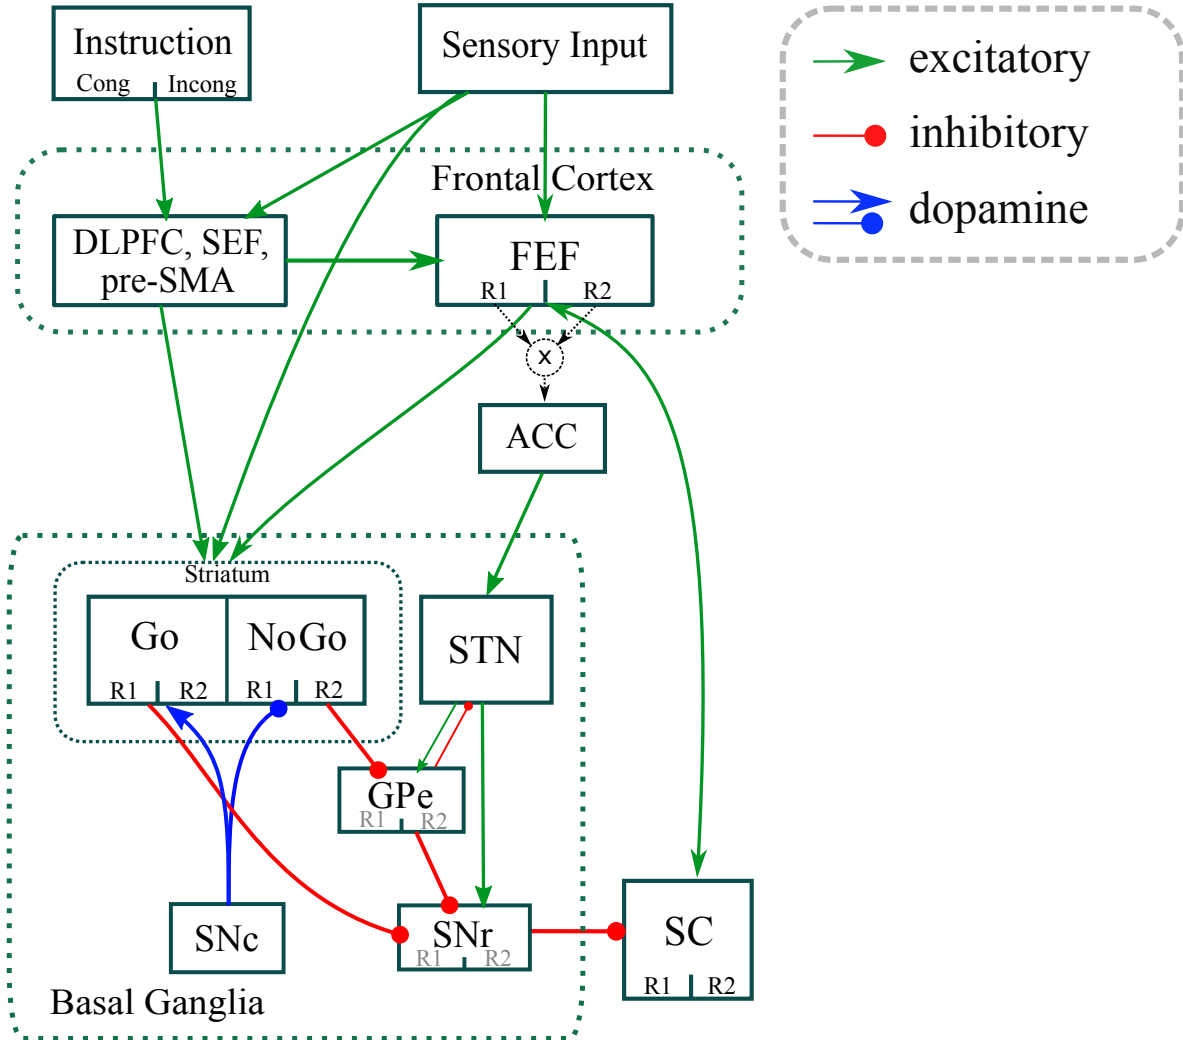 Instruction
Cong Incong
Sensory Input
excitatory
inhibitory
dopamine
Frontal Cortex
DLPFC, SEF,
pre-SMA
FEF
R1 R2
x
ACC
Striatum
Go
R1 R2
NoGo
R1 R2
STN
GPe
R1 R2
SNc
SNr
R1 R2
SC
R1 R2
Basal Ganglia